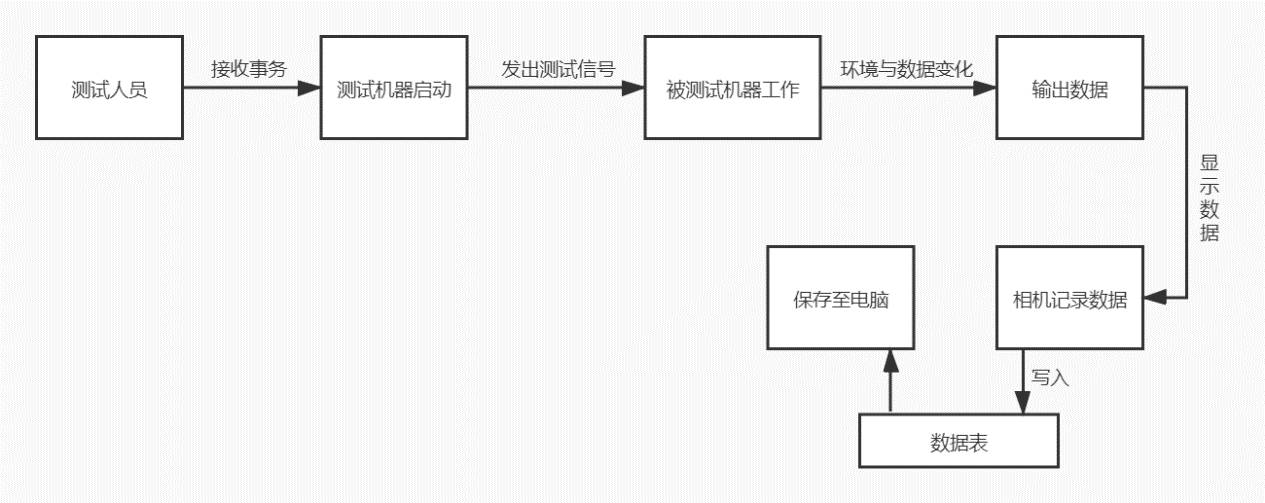 测试人员
接收事务
测试机器启动
发出测试信号
被测试机器工作
环境与数据变化
输出数据
显示数据
相机记录数据
写入
数据表
保存至电脑